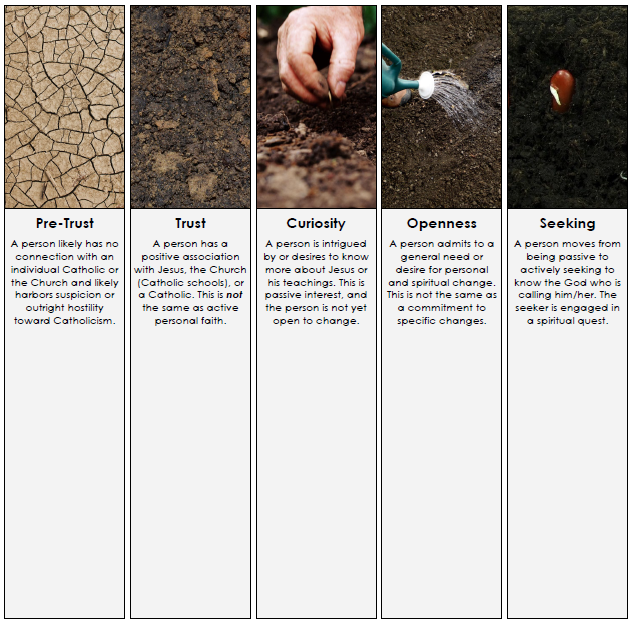 Pre-Trust
A person likely has no
connection with an
individual Catholic or
the Church and likely
harbors suspicion or
outright hostility
toward Catholicism.
Trust
A person has a
positive association
with Jesus, the Church
(Catholic schools), or
a Catholic. This is not
the same as active
personal faith.
Curiosity
A person is intrigued
by or desires to know
more about Jesus or
his teachings. This is
passive interest, and
the person is not yet
open to change.
Openness
A person admits to a
general need or
desire for personal
and spiritual change.
This is not the same as
a commitment to
specific changes.
Seeking
A person moves from
being passive to
actively seeking to
know the God who is
calling him/her. The
seeker is engaged in
a spiritual quest.